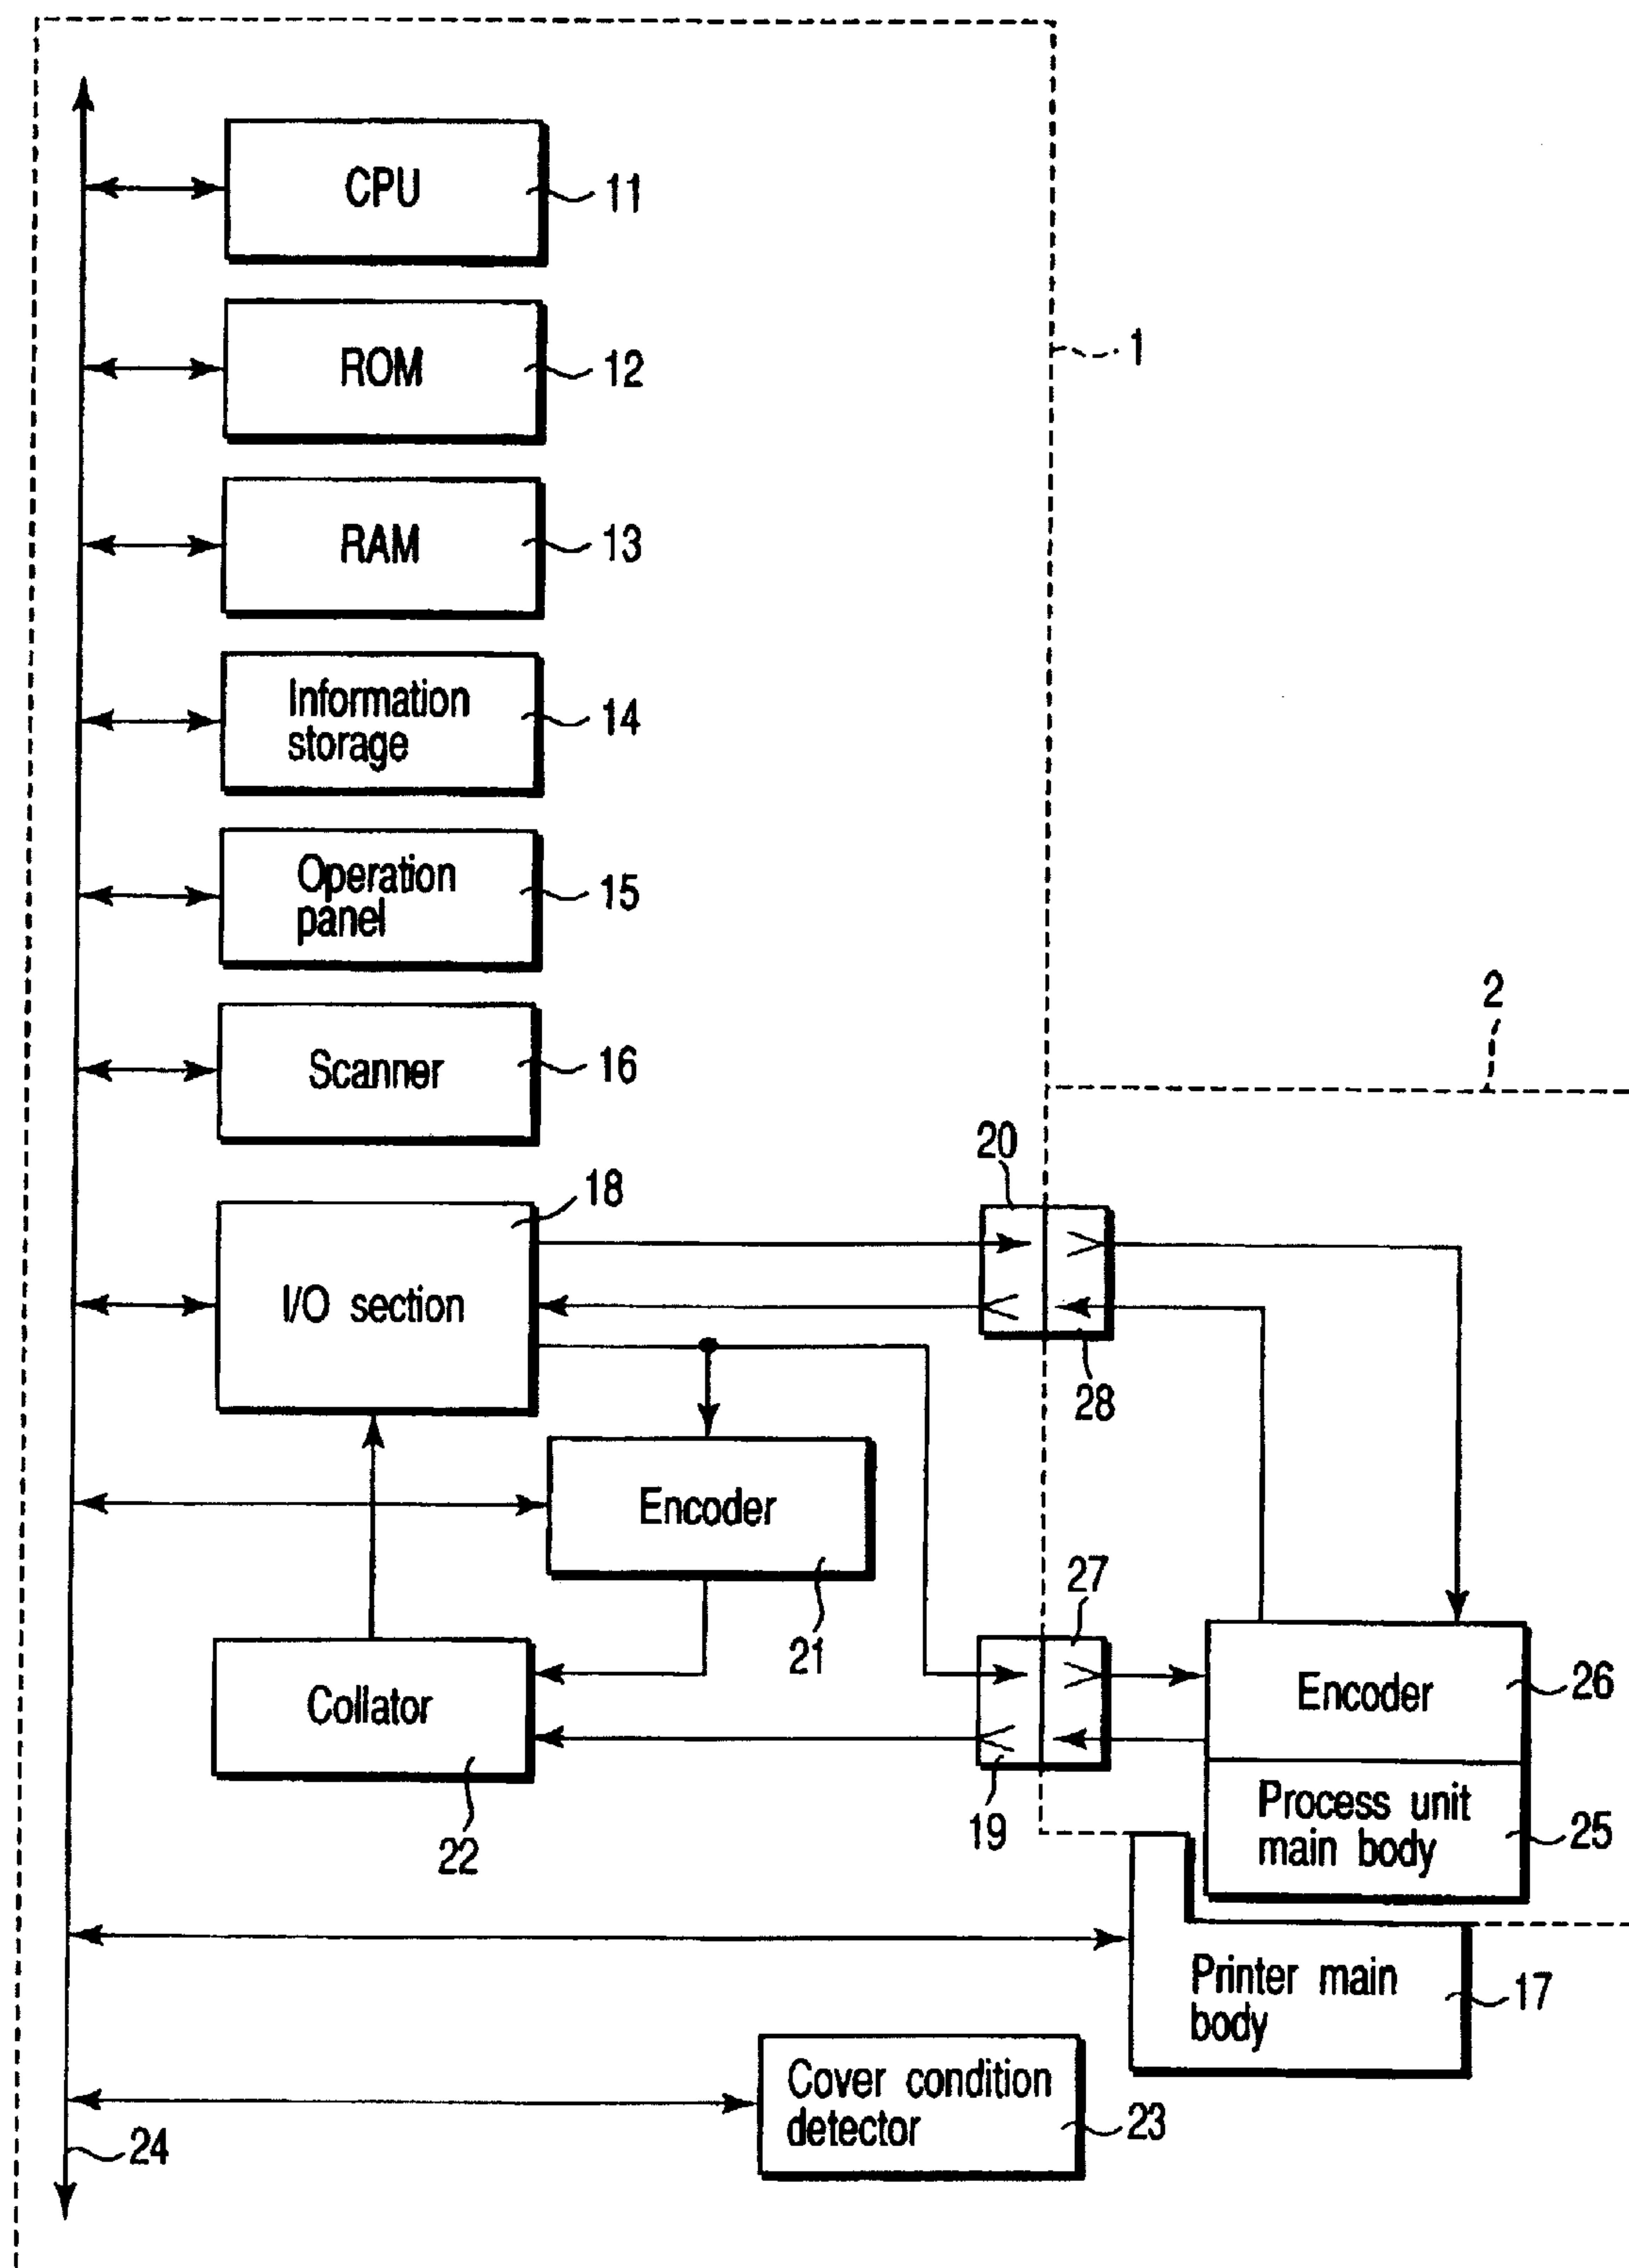 CPU
11
ROM
12
1
RAM
13
Information
storage
14
Operation
panel
15
2
Scanner
16
20
18
I/O section
28
Encoder
21
27
Collator
22
19
Encoder
26
Process unit
main body
25
Printer main
body
17
Cover condition
detector
23
24